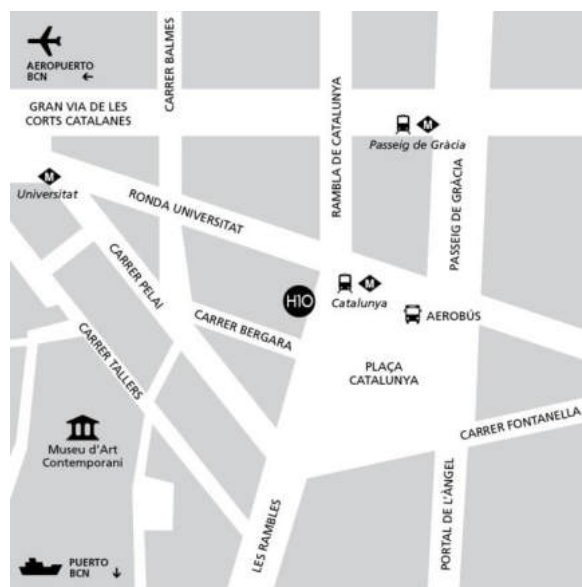 AEROPUERTO
BCN ←
CARRER BALMES
GRAN VIA DE LES
CORTS CATALANES
RAMBLA DE CATALUNYA
M
Passeig de Gràcia
PASSEIG DE GRÀCIA
M
Universitat
RONDA UNIVERSITAT
CARRER PELAI
H10
M
Catalunya
AEROBÚS
CARRER BERGARA
CARRER TALLERS
PLAÇA
CATALUNYA
CARRER FONTANELLA
Museu d'Art
Contemporani
LES RAMBLES
PORTAL DE L'ÀNGEL
PUERTO
BCN ↓